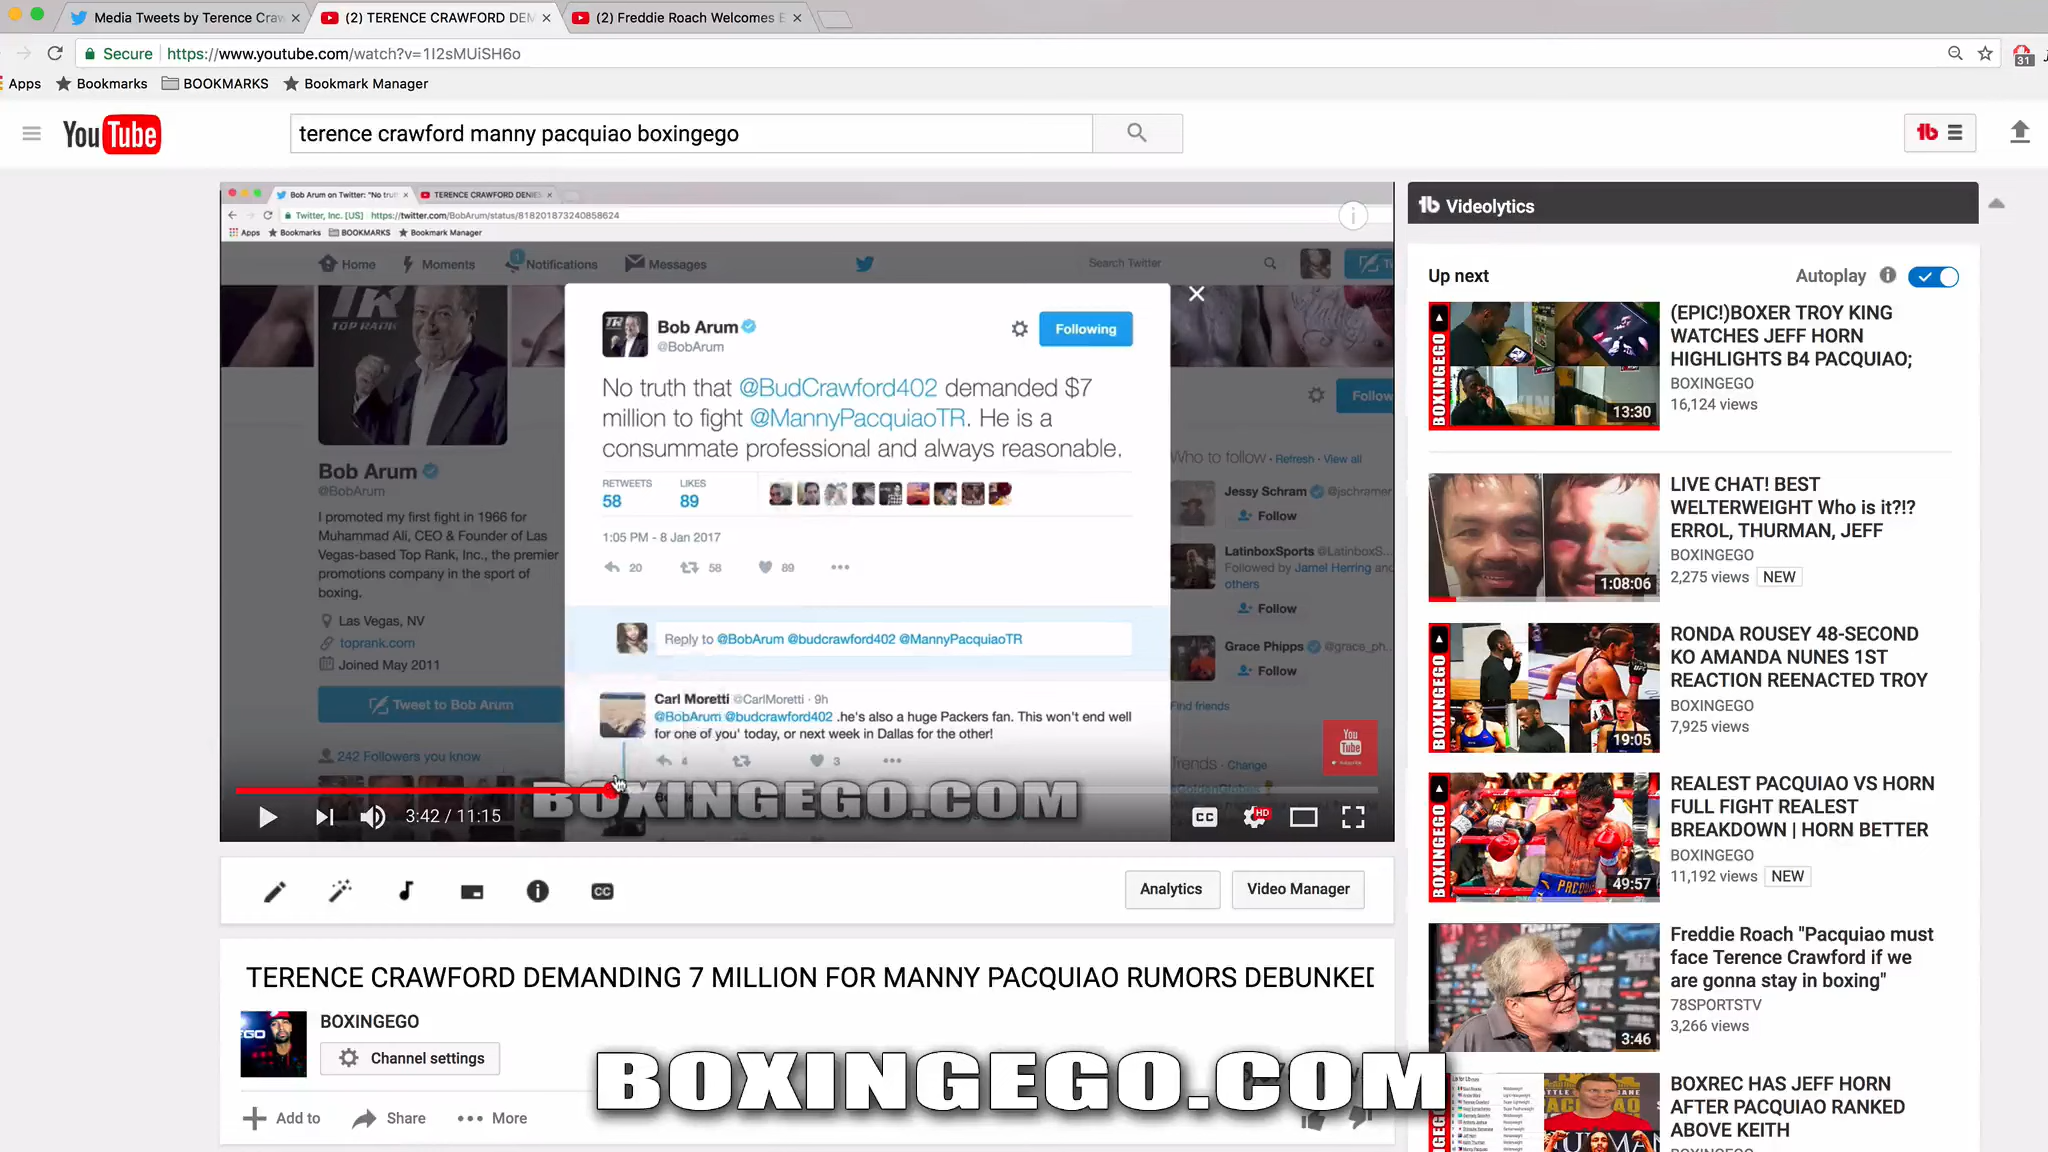 Media Tweets by Terence Craw
(2) TERENCE CRAWFORD DEM
(2) Freddie Roach Welcomes E
Secure
https://www.youtube.com/watch?v=1I2sMUiSH6o
31
Apps
Bookmarks
BOOKMARKS
Bookmark Manager
YouTube
terence crawford manny pacquiao boxingego
Bob Arum on Twitter: "No trut
TERENCE CRAWFORD DENIES
Twitter, Inc. [US]
https://twitter.com/BobArum/status/818201873240858624
Apps
Bookmarks
BOOKMARKS
Bookmark Manager
Home
Moments
1
Notifications
Messages
Search Twitter
TR
TOP RANK
Bob Arum
@BobArum
I promoted my first fight in 1966 for
Muhammad Ali, CEO & Founder of Las
Vegas-based Top Rank, Inc., the premier
promotions company in the sport of
boxing.
Las Vegas, NV
toprank.com
Joined May 2011
Tweet to Bob Arum
242 Followers you know
Bob Arum
@BobArum
Following
No truth that @BudCrawford402 demanded $7
million to fight @MannyPacquiaoTR. He is a
consummate professional and always reasonable.
RETWEETS
58
LIKES
89
1:05 PM - 8 Jan 2017
20
58
89
Reply to @BobArum @budcrawford402 @MannyPacquiaoTR
Carl Moretti @CarlMoretti · 9h
@BobArum @budcrawford402 .he's also a huge Packers fan. This won't end well
for one of you' today, or next week in Dallas for the other!
4
3
Follow
Who to follow · Refresh · View all
Jessy Schram @jschramer
Follow
LatinboxSports @LatinboxS...
Followed by Jamel Herring and
others
Follow
Grace Phipps @grace_ph..
Follow
Find friends
Trends · Change
You
Tube
BOXINGEGO.COM
3:42 / 11:15
CC
HD
CC
Analytics
Video Manager
TERENCE CRAWFORD DEMANDING 7 MILLION FOR MANNY PACQUIAO RUMORS DEBUNKED
BOXINGEGO
Channel settings
Add to
Share
More
BOXINGEGO.COM
Videolytics
Up next
Autoplay
BOXINGEGO
13:30
(EPIC!)BOXER TROY KING
WATCHES JEFF HORN
HIGHLIGHTS B4 PACQUIAO;
BOXINGEGO
16,124 views
1:08:06
LIVE CHAT! BEST
WELTERWEIGHT Who is it?!?
ERROL, THURMAN, JEFF
BOXINGEGO
2,275 views
NEW
BOXINGEGO
19:05
RONDA ROUSEY 48-SECOND
KO AMANDA NUNES 1ST
REACTION REENACTED TROY
BOXINGEGO
7,925 views
BOXINGEGO
49:57
REALEST PACQUIAO VS HORN
FULL FIGHT REALEST
BREAKDOWN | HORN BETTER
BOXINGEGO
11,192 views
NEW
3:46
Freddie Roach "Pacquiao must
face Terence Crawford if we
are gonna stay in boxing"
78SPORTSTV
3,266 views
BOXREC HAS JEFF HORN
AFTER PACQUIAO RANKED
ABOVE KEITH